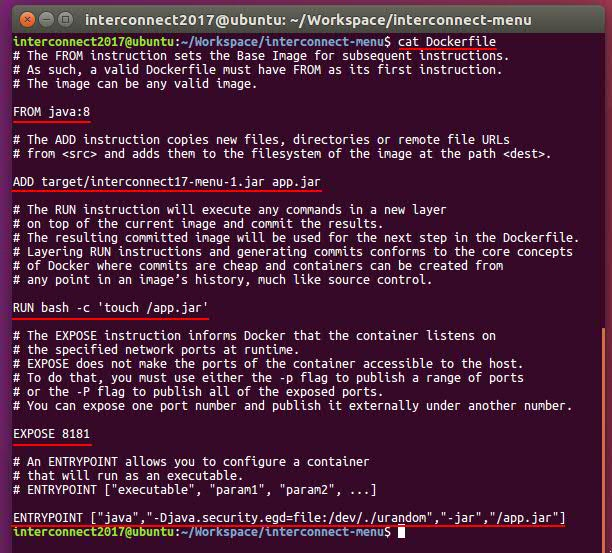 interconnect2017@ubuntu: ~/Workspace/interconnect-menu
interconnect2017@ubuntu:~/Workspace/interconnect-menu$ cat Dockerfile
# The FROM instruction sets the Base Image for subsequent instructions.
# As such, a valid Dockerfile must have FROM as its first instruction.
# The image can be any valid image.
FROM java:8
# The ADD instruction copies new files, directories or remote file URLs
# from <src> and adds them to the filesystem of the image at the path <dest>.
ADD target/interconnect17-menu-1.jar app.jar
# The RUN instruction will execute any commands in a new layer
# on top of the current image and commit the results.
# The resulting committed image will be used for the next step in the Dockerfile.
# Layering RUN instructions and generating commits conforms to the core concepts
# of Docker where commits are cheap and containers can be created from
# any point in an image’s history, much like source control.
RUN bash -c 'touch /app.jar'
# The EXPOSE instruction informs Docker that the container listens on
# the specified network ports at runtime.
# EXPOSE does not make the ports of the container accessible to the host.
# To do that, you must use either the -p flag to publish a range of ports
# or the -P flag to publish all of the exposed ports.
# You can expose one port number and publish it externally under another number.
EXPOSE 8181
# An ENTRYPOINT allows you to configure a container
# that will run as an executable.
# ENTRYPOINT ["executable", "param1", "param2", ...]
ENTRYPOINT ["java","-Djava.security.egd=file:/dev/./urandom","-jar","/app.jar"]
interconnect2017@ubuntu:~/Workspace/interconnect-menu$